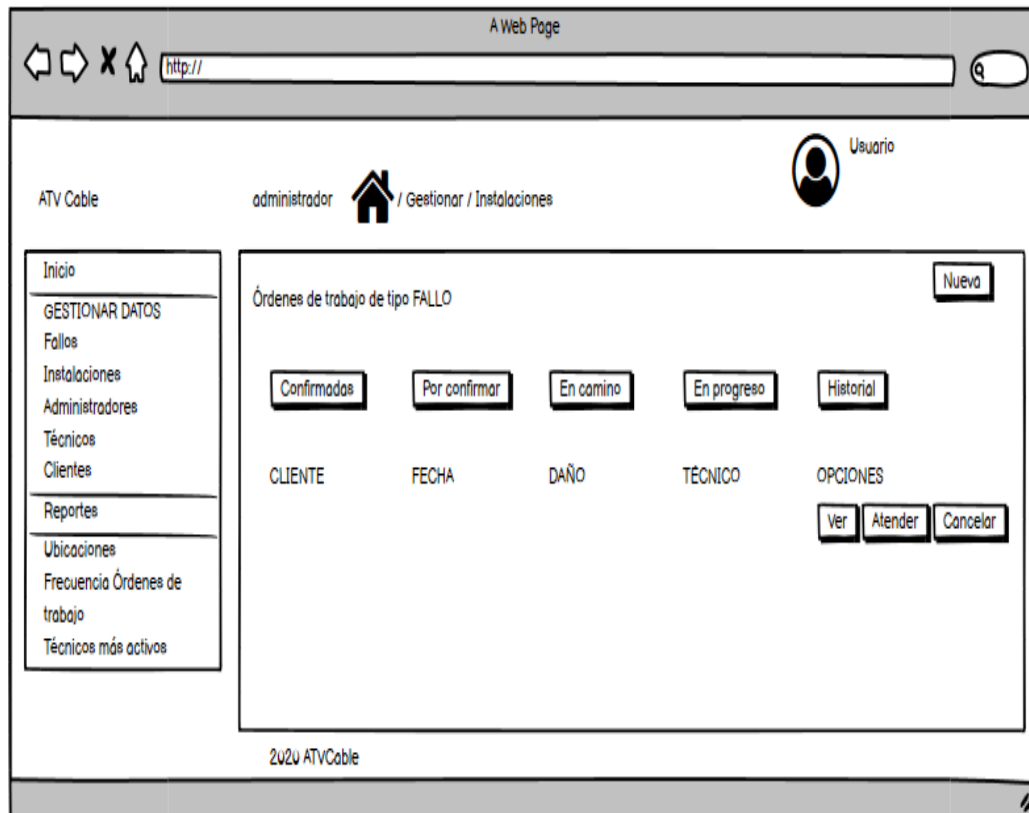 A Web Page
http://
Usuario
ATV Cable
administrador / Gestionar / Instalaciones
Inicio
GESTIONAR DATOS
Fallos
Instalaciones
Administradores
Técnicos
Clientes
Reportes
Ubicaciones
Frecuencia Órdenes de
trabajo
Técnicos más activos
Nueva
Órdenes de trabajo de tipo FALLO
Confirmadas Por confirmar En camino En progreso Historial
CLIENTE FECHA DAÑO TÉCNICO OPCIONES
Ver Atender Cancelar
2020 ATVCable